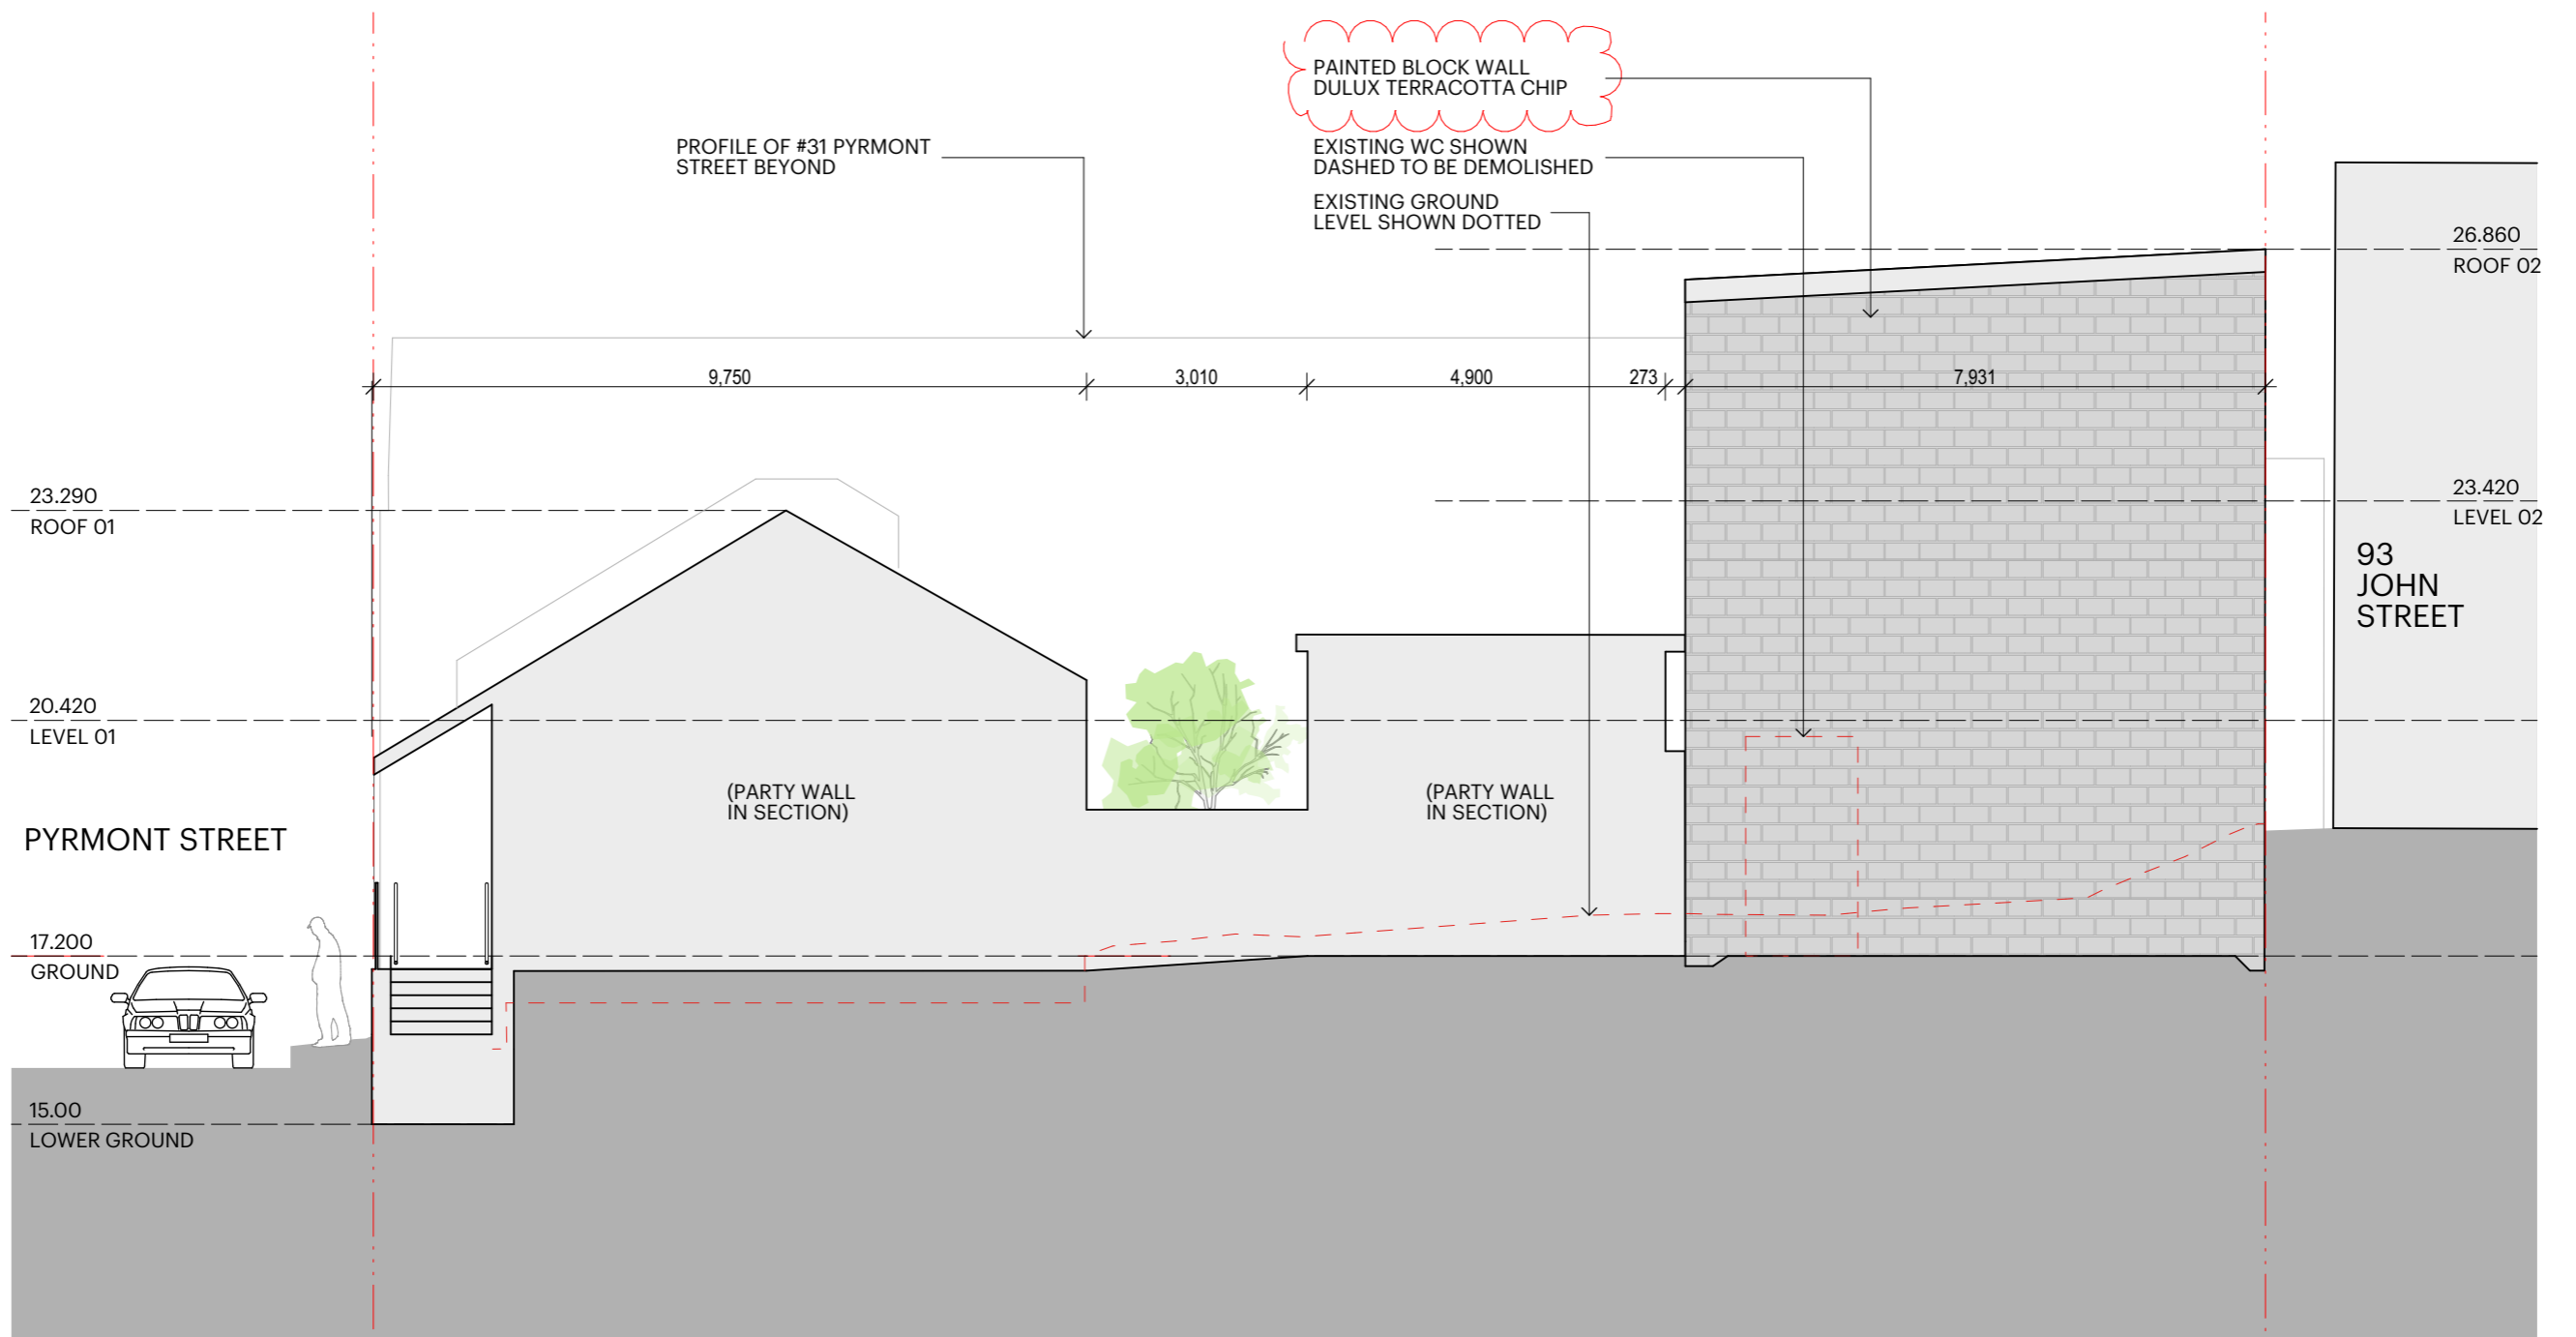 PAINTED BLOCK WALL
DULUX TERRACOTTA CHIP
PROFILE OF #31 PYRMONT
STREET BEYOND
EXISTING WC SHOWN
DASHED TO BE DEMOLISHED
EXISTING GROUND
LEVEL SHOWN DOTTED
26.860
ROOF 02
9,750
3,010
4,900
273
7,931
23.290
ROOF 01
23.420
LEVEL 02
93
JOHN
STREET
20.420
LEVEL 01
(PARTY WALL
IN SECTION)
(PARTY WALL
IN SECTION)
PYRMONT STREET
17.200
GROUND
15.00
LOWER GROUND